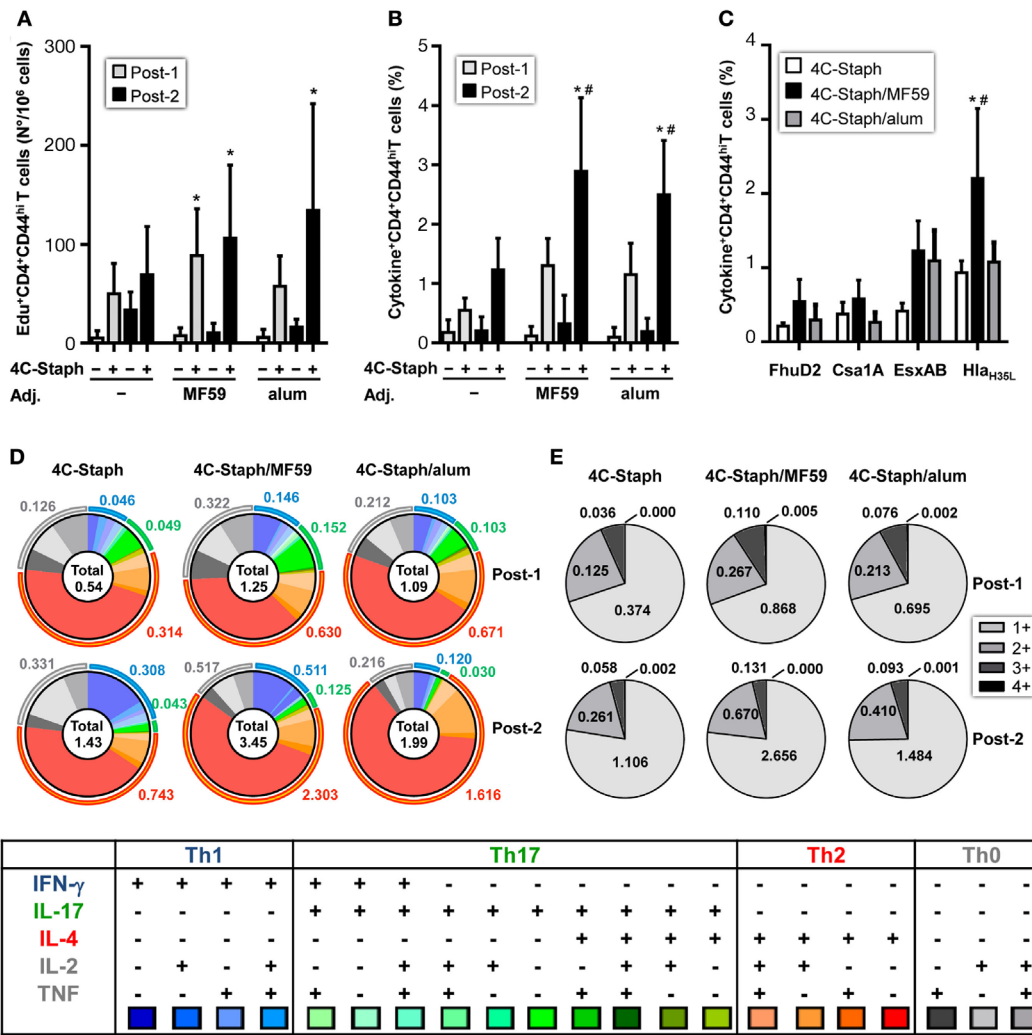 A
Edu⁺CD4⁺CD44ʰⁱ T cells (N°/10⁶ cells)
300
200
100
0
Post-1
Post-2
* * *
4C-Staph − + − + − + − + − + − +
Adj. − MF59 alum
B
Cytokine⁺CD4⁺CD44ʰⁱT cells (%)
5
4
3
2
1
0
Post-1
Post-2
*# *#
4C-Staph − + − + − + − + − + − +
Adj. − MF59 alum
C
Cytokine⁺CD4⁺CD44ʰⁱT cells (%)
4
3
2
1
0
4C-Staph
4C-Staph/MF59
4C-Staph/alum
*#
FhuD2 Csa1A EsxAB Hla_H35L
D
4C-Staph 4C-Staph/MF59 4C-Staph/alum
0.126 0.046 0.049 0.314 Total 0.54
0.322 0.146 0.152 0.630 Total 1.25
0.212 0.103 0.103 0.671 Total 1.09
Post-1
0.331 0.308 0.043 0.743 Total 1.43
0.517 0.511 0.125 2.303 Total 3.45
0.216 0.120 0.030 1.616 Total 1.99
Post-2
E
4C-Staph 4C-Staph/MF59 4C-Staph/alum
0.036 0.000 0.125 0.374
0.110 0.005 0.267 0.868
0.076 0.002 0.213 0.695
Post-1
1+
2+
3+
4+
0.058 0.002 0.261 1.106
0.131 0.000 0.670 2.656
0.093 0.001 0.410 1.484
Post-2
Th1 Th17 Th2 Th0
IFN-γ + + + + + + + - - - - - - - - - - - - - -
IL-17 - - - - + + + + + + + + + + - - - - - - -
IL-4 - - - - - - - - - - + + + + + + + + - - -
IL-2 - + - + - - + + + - - + + - + + - - - + +
TNF - - + + + - + + - - + + - - + - + - + - +